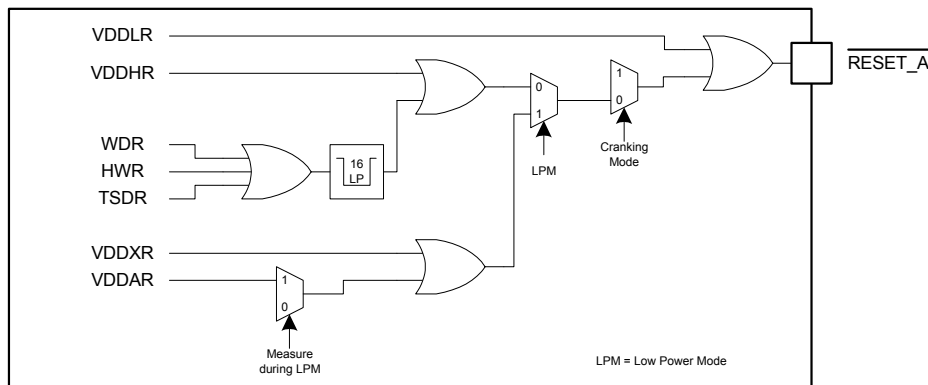 VDDLR
VDDHR
WDR
HWR
TSDR
16
LP
VDDXR
VDDAR
1
0
Measure
during LPM
0
1
LPM
1
0
Cranking
Mode
RESET_A
LPM = Low Power Mode